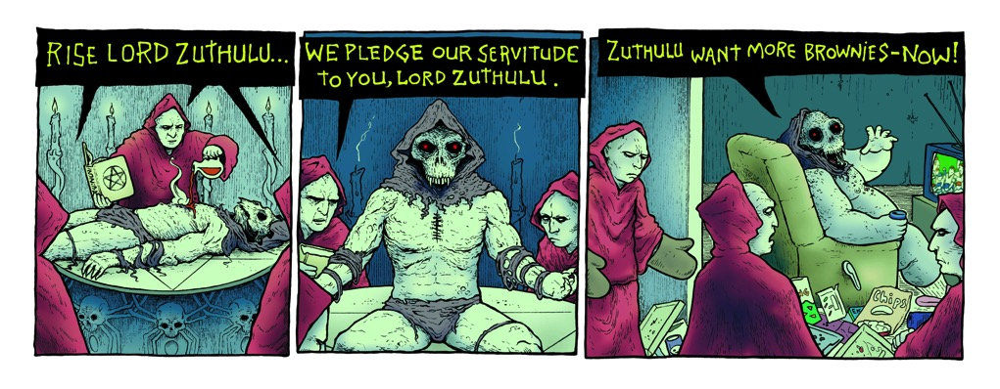 RISE LORD ZUTHULU...
WE PLEDGE OUR SERVITUDE
TO YOU, LORD ZUTHULU.
ZUTHULU WANT MORE BROWNIES-NOW!
Chips